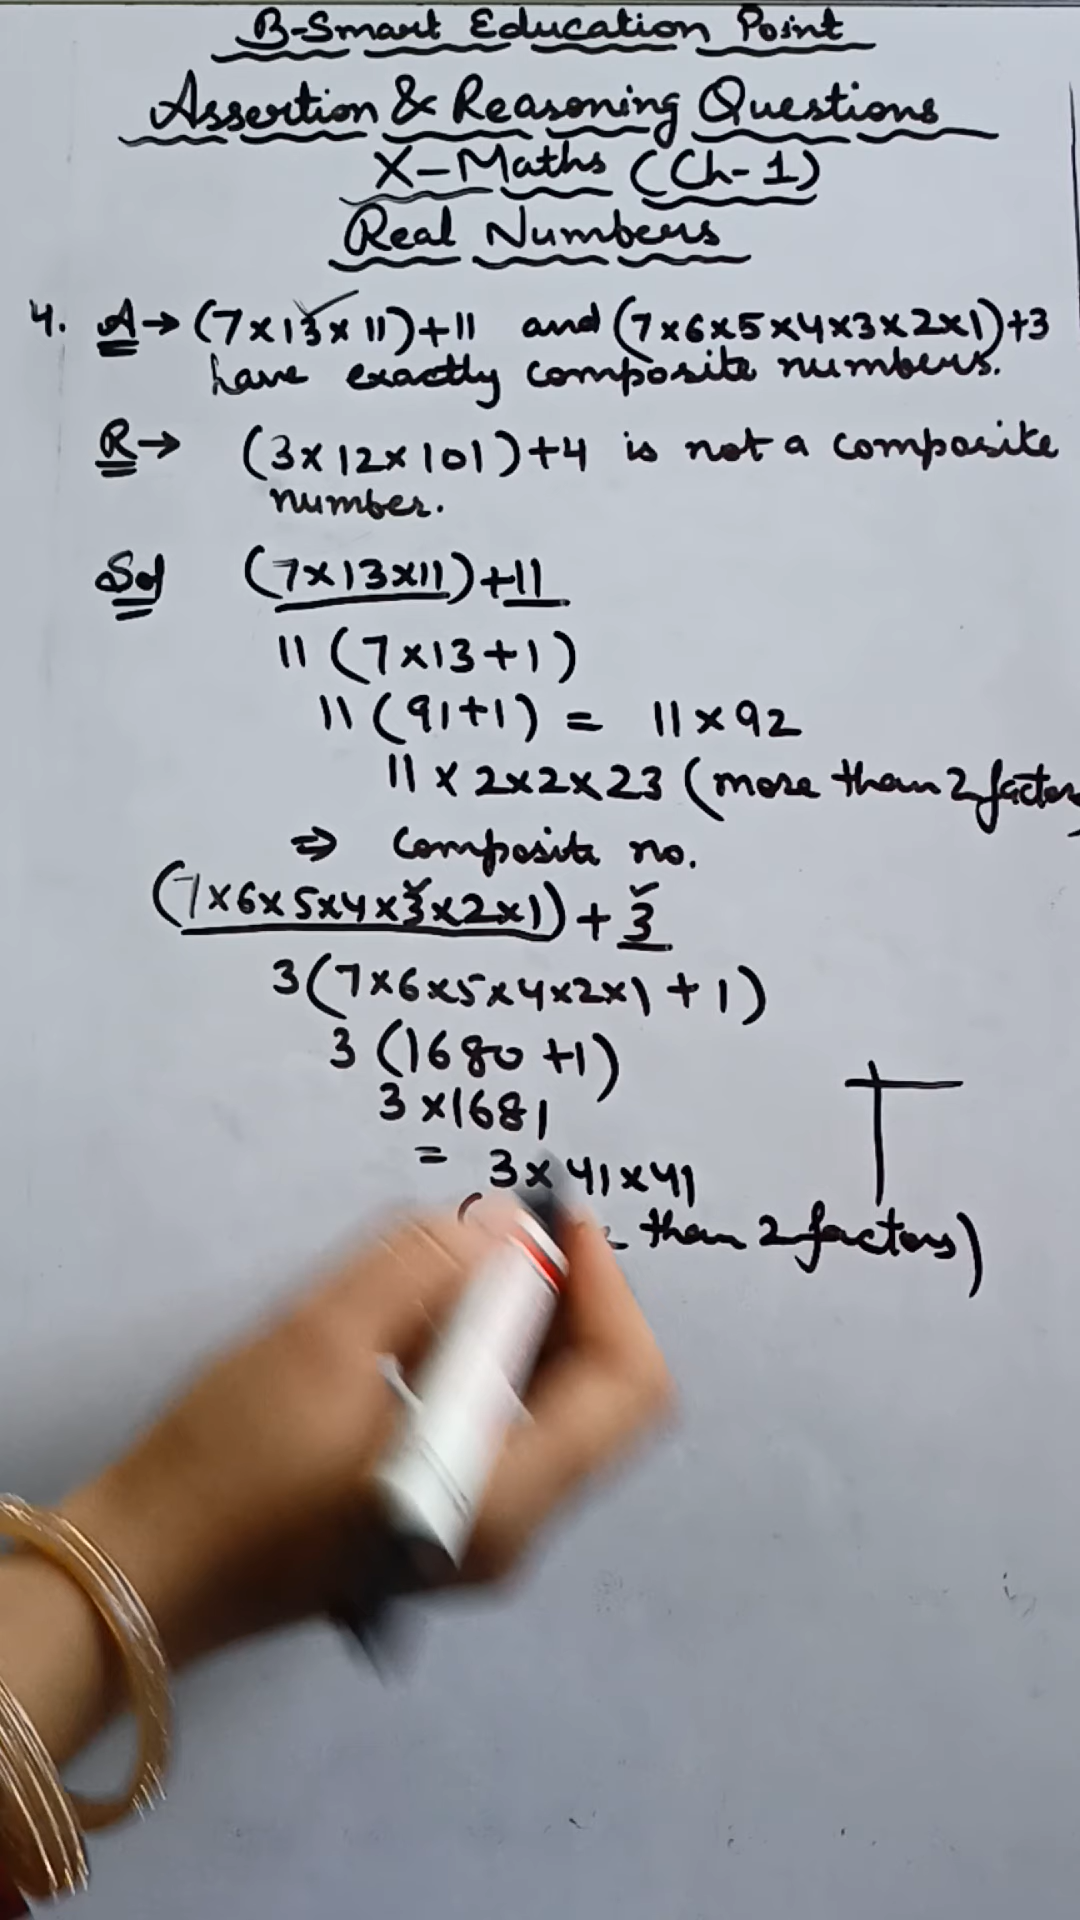 B-Smart Education Point
Assertion & Reasoning Questions
X-Maths (Ch-1)
Real Numbers
4. A→ (7×13×11)+11 and (7×6×5×4×3×2×1)+3
have exactly composite numbers.
R→ (3×12×101)+4 is not a composite
number.
Sol (7×13×11)+11
11(7×13+1)
11(91+1) = 11×92
11×2×2×23 (more than 2 factors
⇒ Composite no.
(7×6×5×4×3×2×1)+3
3(7×6×5×4×2×1+1)
3(1680+1)
3×1681
= 3×41×41
than 2 factors)